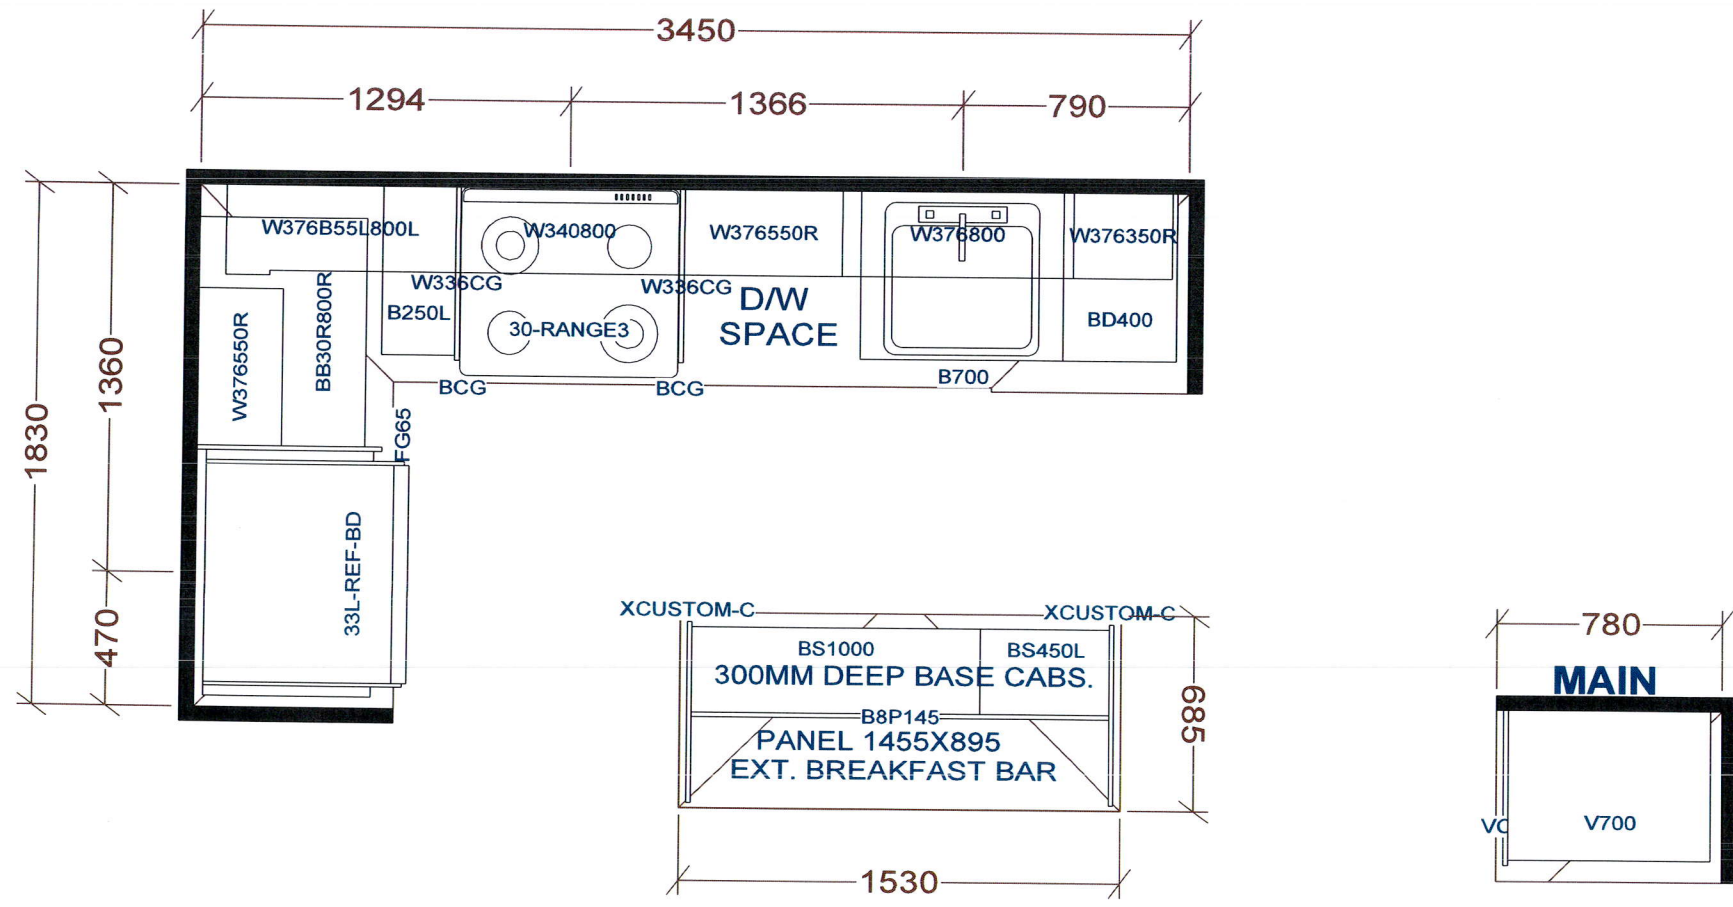 3450
1294
1366
790
1830
1360
470
W376B55L800L
W340800
W376550R
W376800
W376350R
W336CG
W336CG
B250L
30-RANGE3
D/W
SPACE
BD400
BB30R800R
W376550R
BCG
BCG
B700
FG65
33L-REF-BD
XCUSTOM-C
XCUSTOM-C
BS1000
BS450L
300MM DEEP BASE CABS.
B8P145
PANEL 1455X895
EXT. BREAKFAST BAR
685
1530
780
MAIN
V700